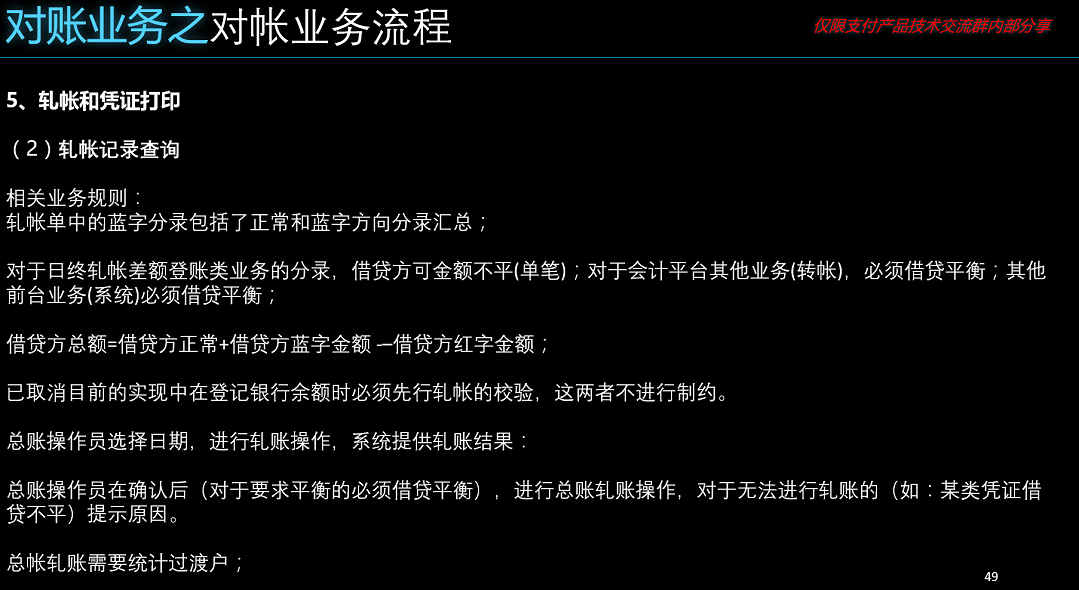 对账业务之对帐业务流程
仅限支付产品技术交流群内部分享
5、轧帐和凭证打印
（2）轧帐记录查询
相关业务规则：
轧帐单中的蓝字分录包括了正常和蓝字方向分录汇总；
对于日终轧帐差额登账类业务的分录，借贷方可金额不平(单笔)；对于会计平台其他业务(转帐)，必须借贷平衡；其他
前台业务(系统)必须借贷平衡；
借贷方总额=借贷方正常+借贷方蓝字金额 -–借贷方红字金额；
已取消目前的实现中在登记银行余额时必须先行轧帐的校验，这两者不进行制约。
总账操作员选择日期，进行轧账操作，系统提供轧账结果：
总账操作员在确认后（对于要求平衡的必须借贷平衡），进行总账轧账操作，对于无法进行轧账的（如：某类凭证借
贷不平）提示原因。
总帐轧账需要统计过渡户；
49